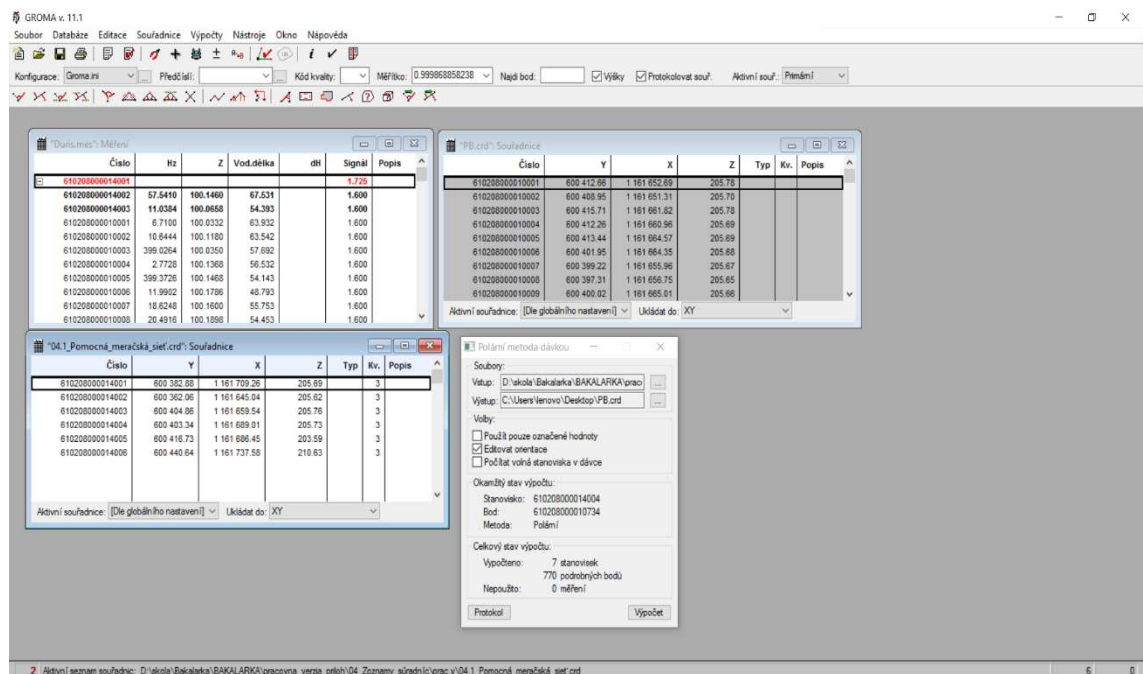 GROMA v. 11.1
Soubor Databáze Editace Souřadnice Výpočty Nástroje Okno Nápověda
Konfigurace: Groma.ini Předčíslí: Kód kvality: Měřítko: 0.999868858238 Najdi bod: Výšky Protokolovat souř. Aktivní souř.: Primární
"Duris.mes": Měření
Číslo Hz Z Vod.délka dH Signál Popis
610208000014001 1.725
610208000014002 57.5410 100.1460 67.531 1.600
610208000014003 11.0384 100.0658 54.393 1.600
610208000010001 6.7100 100.0332 63.932 1.600
610208000010002 10.6444 100.1180 63.542 1.600
610208000010003 399.0264 100.0350 57.692 1.600
610208000010004 2.7728 100.1368 56.532 1.600
610208000010005 399.3726 100.1468 54.143 1.600
610208000010006 11.9902 100.1786 48.793 1.600
610208000010007 18.6248 100.1600 55.753 1.600
610208000010008 20.4916 100.1898 54.453 1.600
"PB.crd": Souřadnice
Číslo Y X Z Typ Kv. Popis
610208000010001 600 412.66 1 161 652.69 205.78
610208000010002 600 408.95 1 161 651.31 205.70
610208000010003 600 415.71 1 161 661.82 205.78
610208000010004 600 412.26 1 161 660.96 205.69
610208000010005 600 413.44 1 161 664.57 205.69
610208000010006 600 401.95 1 161 664.35 205.68
610208000010007 600 399.22 1 161 655.96 205.67
610208000010008 600 397.31 1 161 656.75 205.65
610208000010009 600 400.02 1 161 665.01 205.66
Aktivní souřadnice: [Dle globálního nastavení] Ukládat do: XY
"04.1_Pomocná_meračská_sieť.crd": Souřadnice
Číslo Y X Z Typ Kv. Popis
610208000014001 600 382.88 1 161 709.26 205.69 3
610208000014002 600 362.06 1 161 645.04 205.62 3
610208000014003 600 404.86 1 161 659.54 205.76 3
610208000014004 600 403.34 1 161 689.01 205.73 3
610208000014005 600 416.73 1 161 686.45 203.59 3
610208000014006 600 440.64 1 161 737.58 210.63 3
Aktivní souřadnice: [Dle globálního nastavení] Ukládat do: XY
Polární metoda dávkou
Soubory:
Vstup: D:\skola\Bakalarka\BAKALARKA\praco ...
Výstup: C:\Users\lenovo\Desktop\PB.crd ...
Volby:
Použít pouze označené hodnoty
Editovat orientace
Počítat volná stanoviska v dávce
Okamžitý stav výpočtu:
Stanovisko: 610208000014004
Bod: 610208000010734
Metoda: Polární
Celkový stav výpočtu:
Vypočteno: 7 stanovisek
770 podrobných bodů
Nepoužito: 0 měření
Protokol Výpočet
2 Aktivní seznam souřadnic: D:\skola\Bakalarka\BAKALARKA\pracovna_verzia_priloh\04_Zoznamy_súradníc\prac.v\04.1_Pomocná_meračská_sieť.crd 6 0